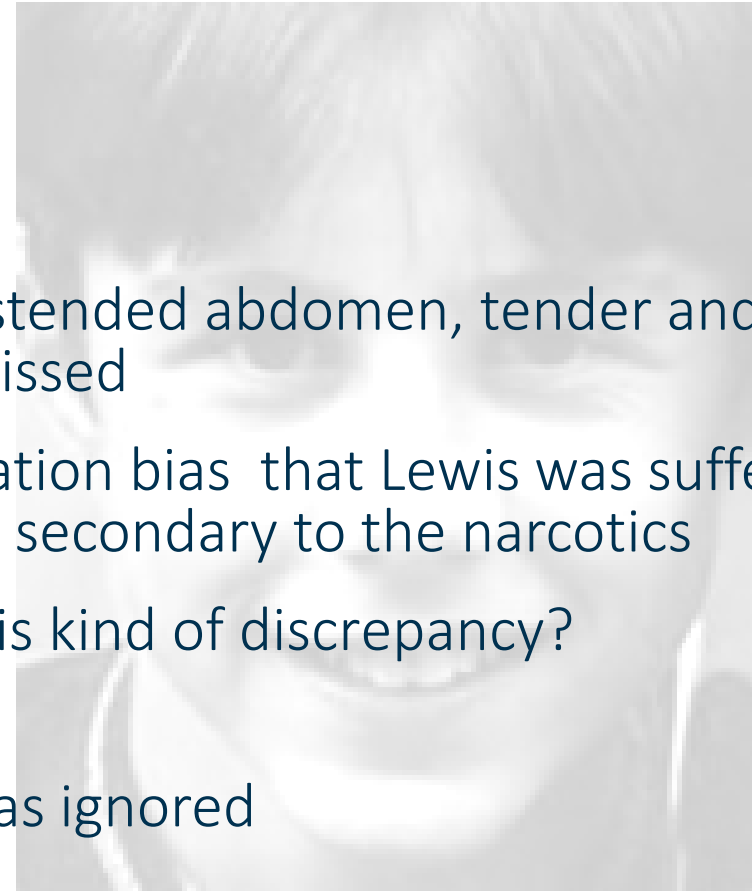 stended abdomen, tender and
issed
ation bias  that Lewis was suffe
secondary to the narcotics
is kind of discrepancy?
as ignored